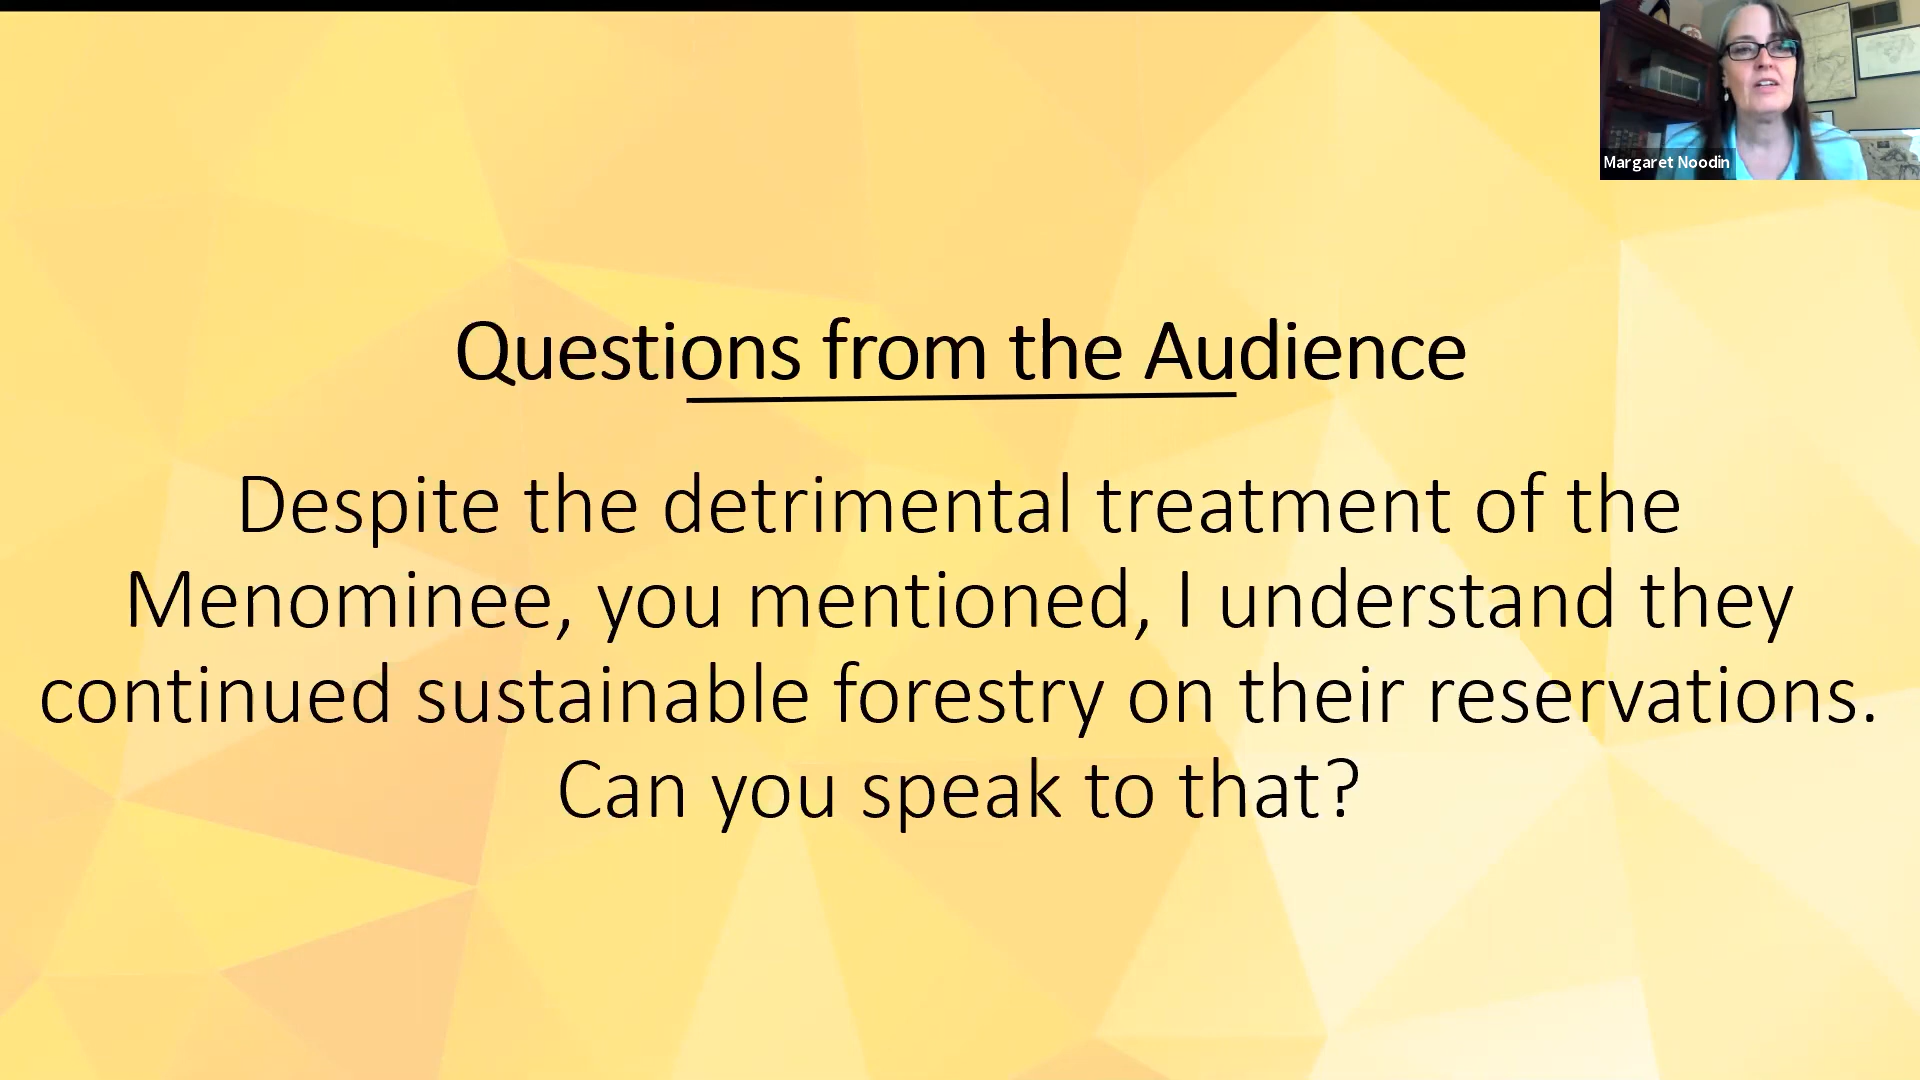 Margaret Noodin
Questions from the Audience
Despite the detrimental treatment of the
Menominee, you mentioned, I understand they
continued sustainable forestry on their reservations.
Can you speak to that?